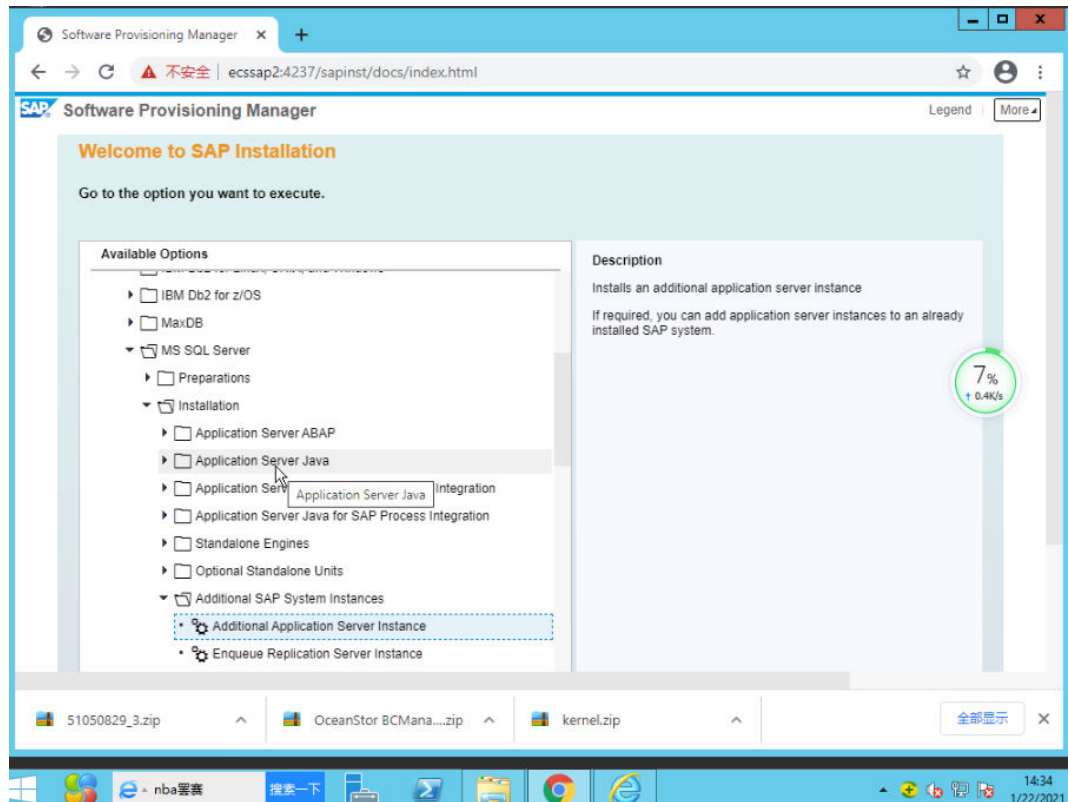 Software Provisioning Manager
不安全 | ecssap2:4237/sapinst/docs/index.html
SAP Software Provisioning Manager
Legend
More
Welcome to SAP Installation
Go to the option you want to execute.
Available Options
IBM Db2 for z/OS
MaxDB
MS SQL Server
Preparations
Installation
Application Server ABAP
Application Server Java
Application Serv
Integration
Application Server Java
Application Server Java for SAP Process Integration
Standalone Engines
Optional Standalone Units
Additional SAP System Instances
Additional Application Server Instance
Enqueue Replication Server Instance
Description
Installs an additional application server instance
If required, you can add application server instances to an already
installed SAP system.
7%
↑ 0.4K/s
51050829_3.zip
OceanStor BCMana....zip
kernel.zip
全部显示
nba罢赛
搜索一下
14:34
1/22/2021